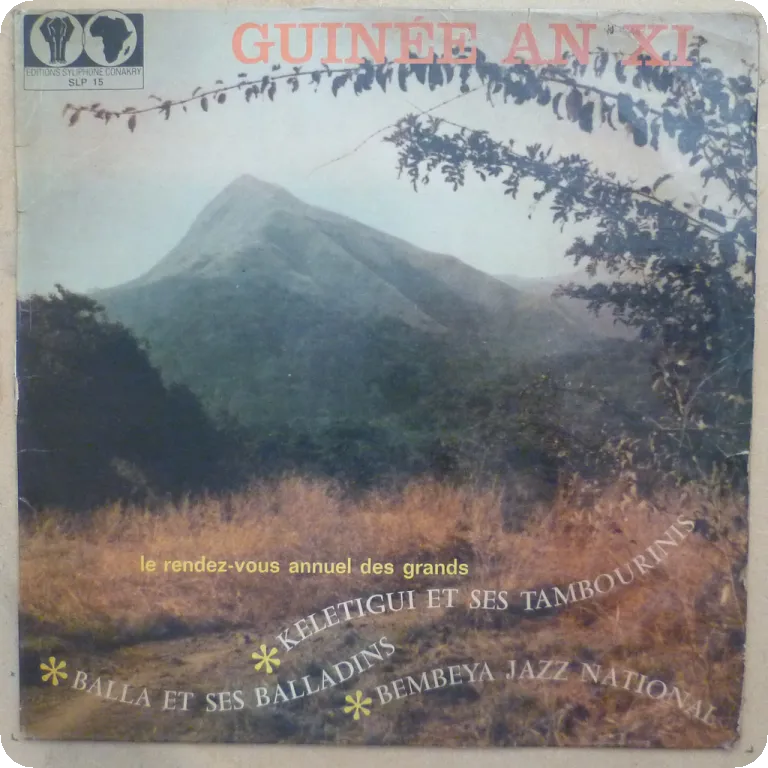 GUINÉE AN XI
EDITIONS SYLIPHONE CONAKRY
SLP 15
le rendez-vous annuel des grands
* KELETIGUI ET SES TAMBOURINIS
* BALLA ET SES BALLADINS
* BEMBEYA JAZZ NATIONAL